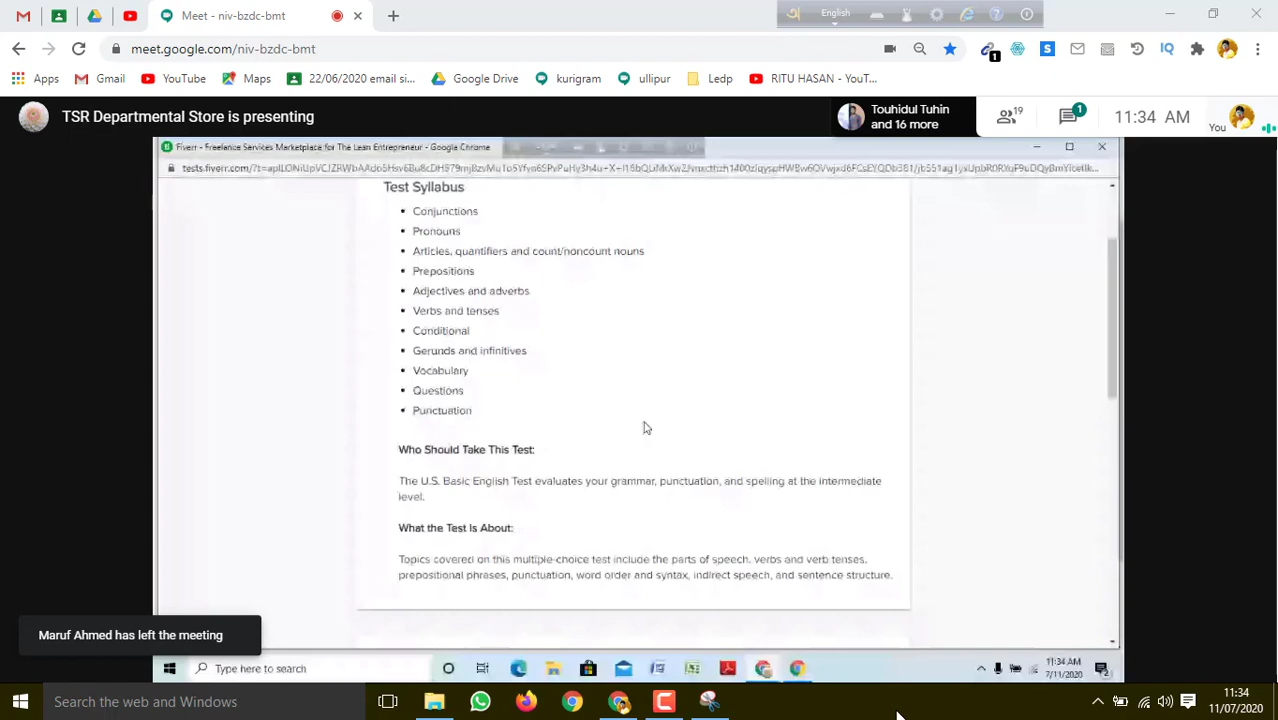 Meet - niv-bzdc-bmt
English
meet.google.com/niv-bzdc-bmt
1
IQ
Apps
Gmail
YouTube
Maps
22/06/2020 email si...
Google Drive
kurigram
ullipur
Ledp
RITU HASAN - YouT...
TSR Departmental Store is presenting
Touhidul Tuhin
and 16 more
19
1
11:34 AM
You
Fiverr - Freelance Services Marketplace for The Lean Entrepreneur - Google Chrome
Test Syllabus
• Conjunctions
• Pronouns
• Articles, quantifiers and count/noncount nouns
• Prepositions
• Adjectives and adverbs
• Verbs and tenses
• Conditional
• Gerunds and infinitives
• Vocabulary
• Questions
• Punctuation
Who Should Take This Test:
The U.S. Basic English Test evaluates your grammar, punctuation, and spelling at the intermediate
level.
What the Test Is About:
Topics covered on this multiple-choice test include the parts of speech, verbs and verb tenses,
prepositional phrases, punctuation, word order and syntax, indirect speech, and sentence structure.
Maruf Ahmed has left the meeting
Type here to search
11:34 AM
7/11/2020
Search the web and Windows
11:34
11/07/2020